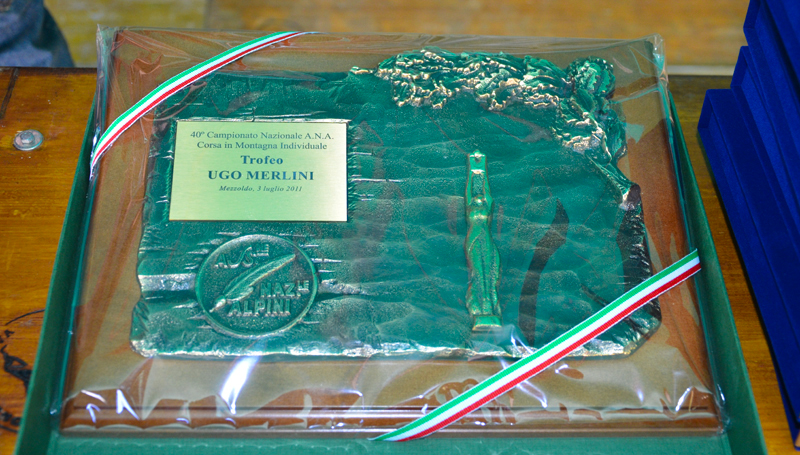 40° Campionato Nazionale A.N.A.
Corsa in Montagna Individuale
Trofeo
UGO MERLINI
Mezzoldo, 3 luglio 2011
NAZ.LE
ALPINI